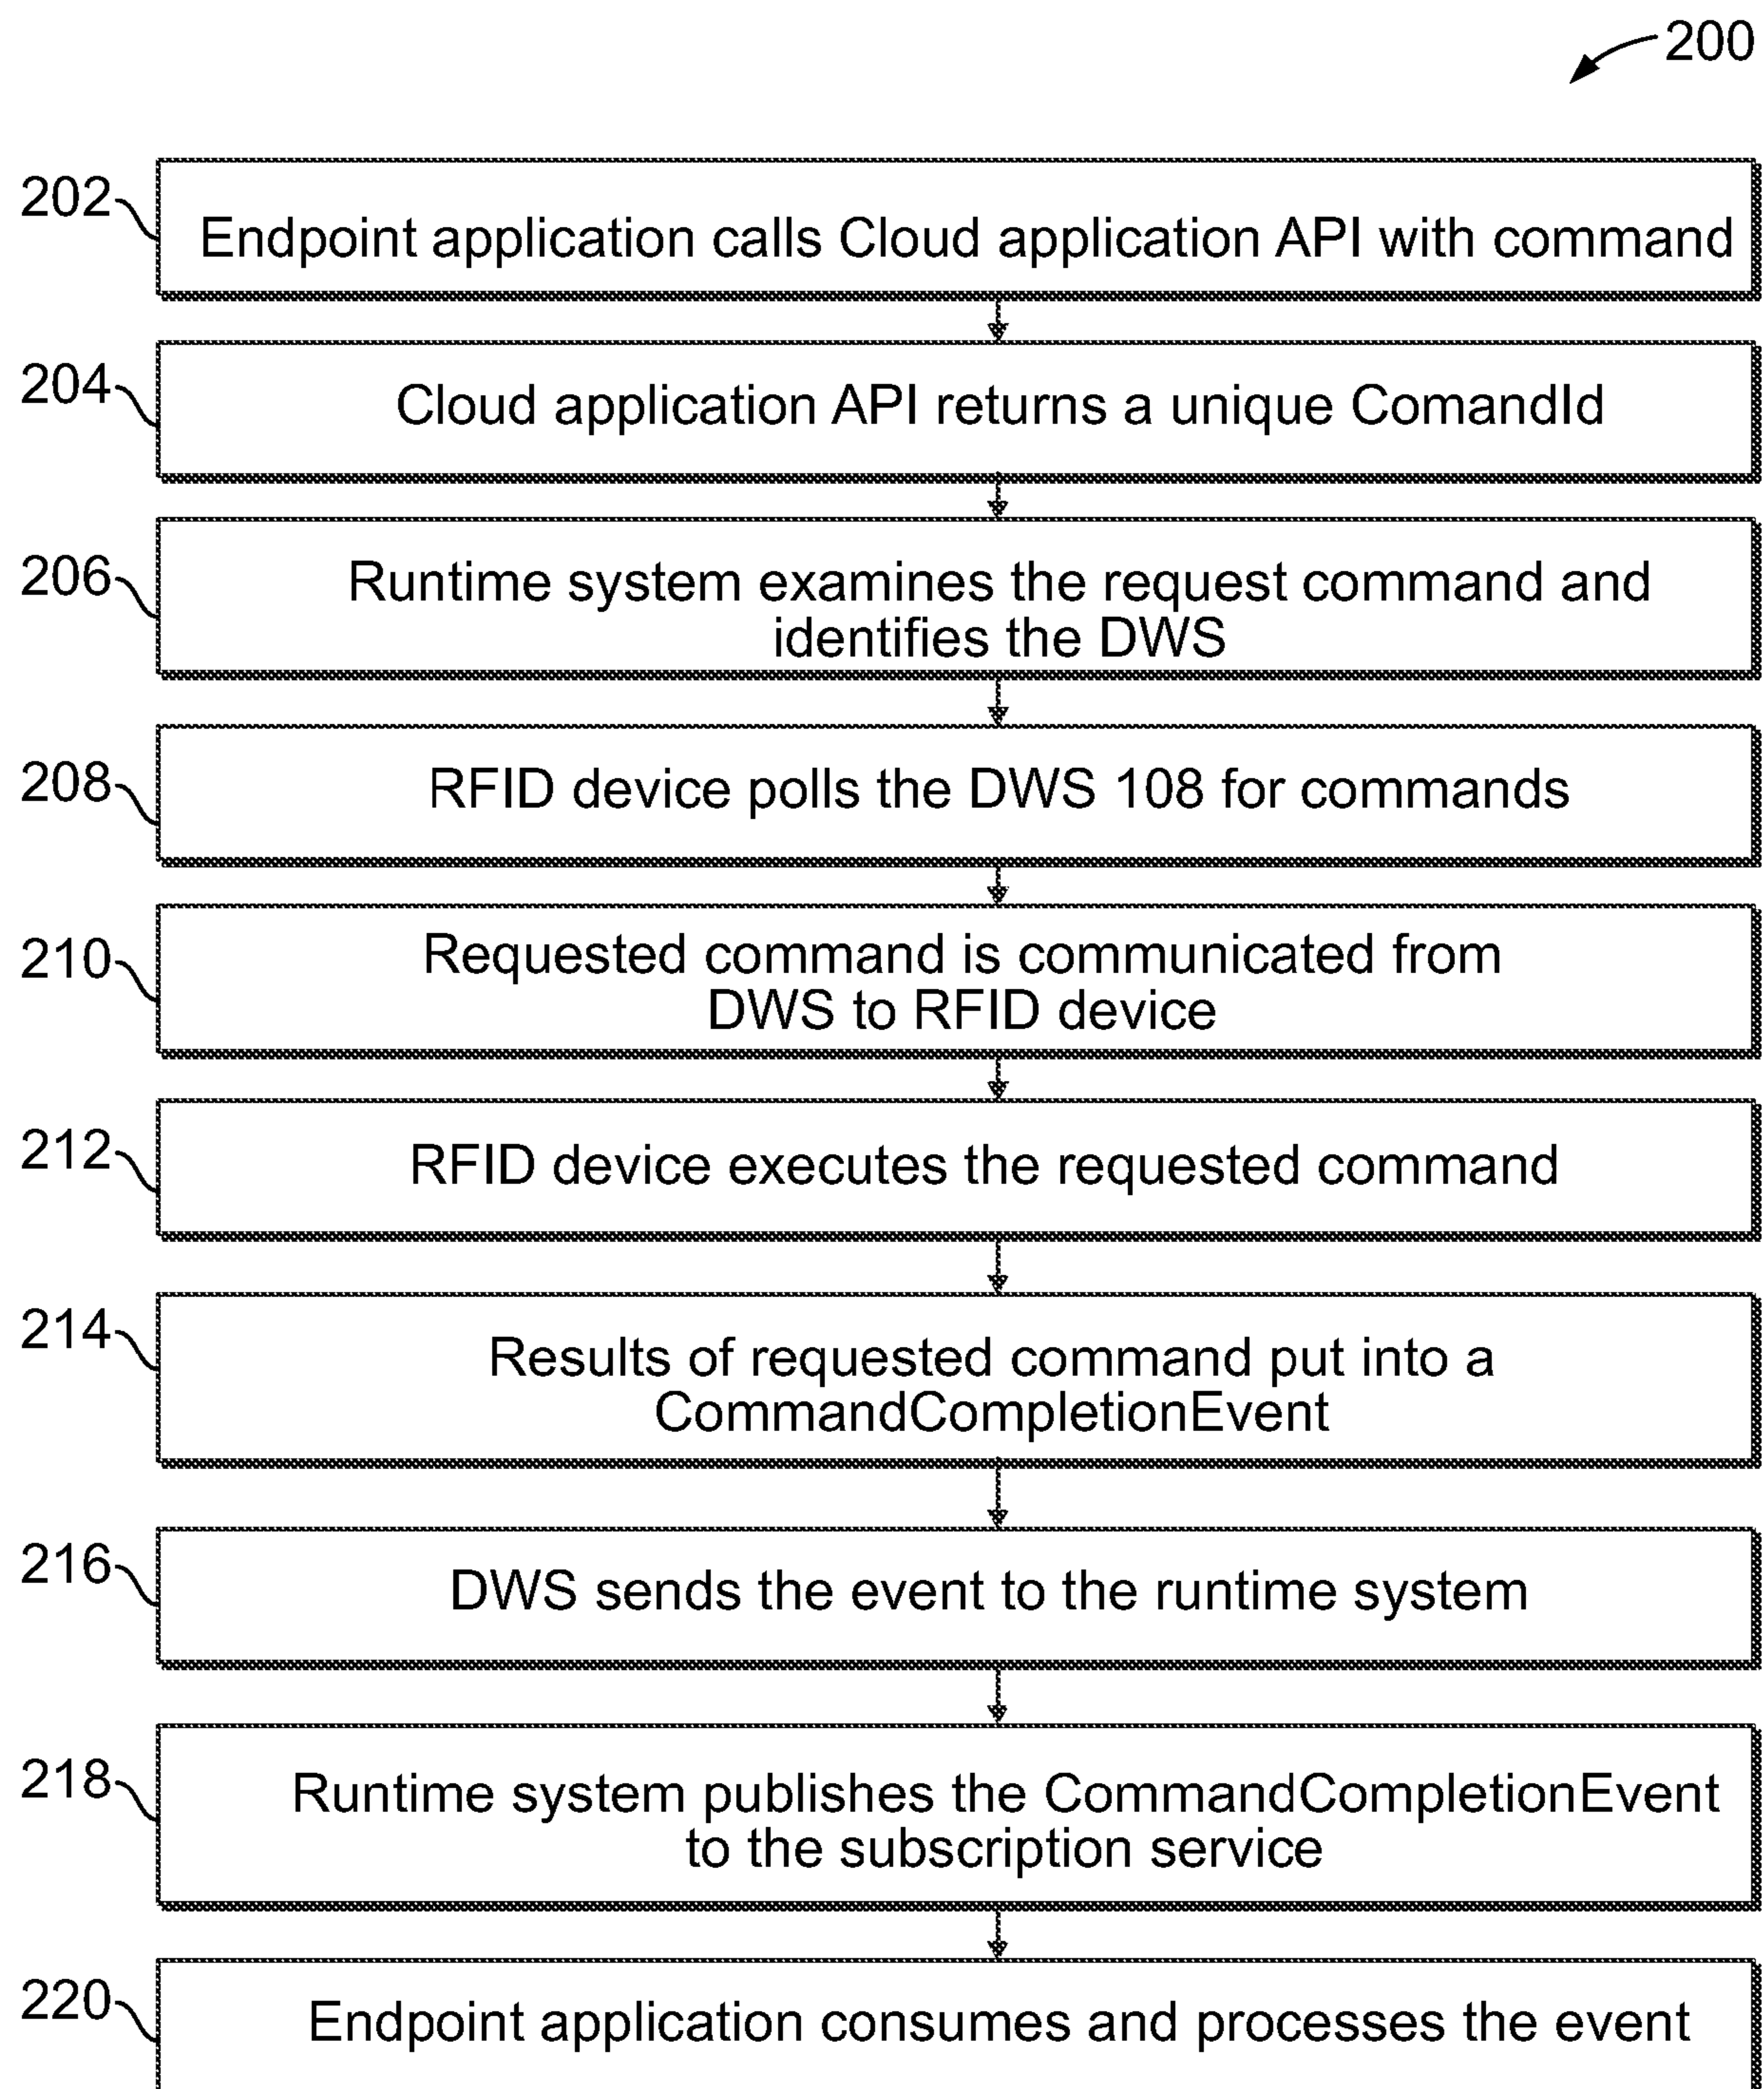 200
202
Endpoint application calls Cloud application API with command
204
Cloud application API returns a unique ComandId
206
Runtime system examines the request command and
identifies the DWS
208
RFID device polls the DWS 108 for commands
210
Requested command is communicated from
DWS to RFID device
212
RFID device executes the requested command
214
Results of requested command put into a
CommandCompletionEvent
216
DWS sends the event to the runtime system
218
Runtime system publishes the CommandCompletionEvent
to the subscription service
220
Endpoint application consumes and processes the event